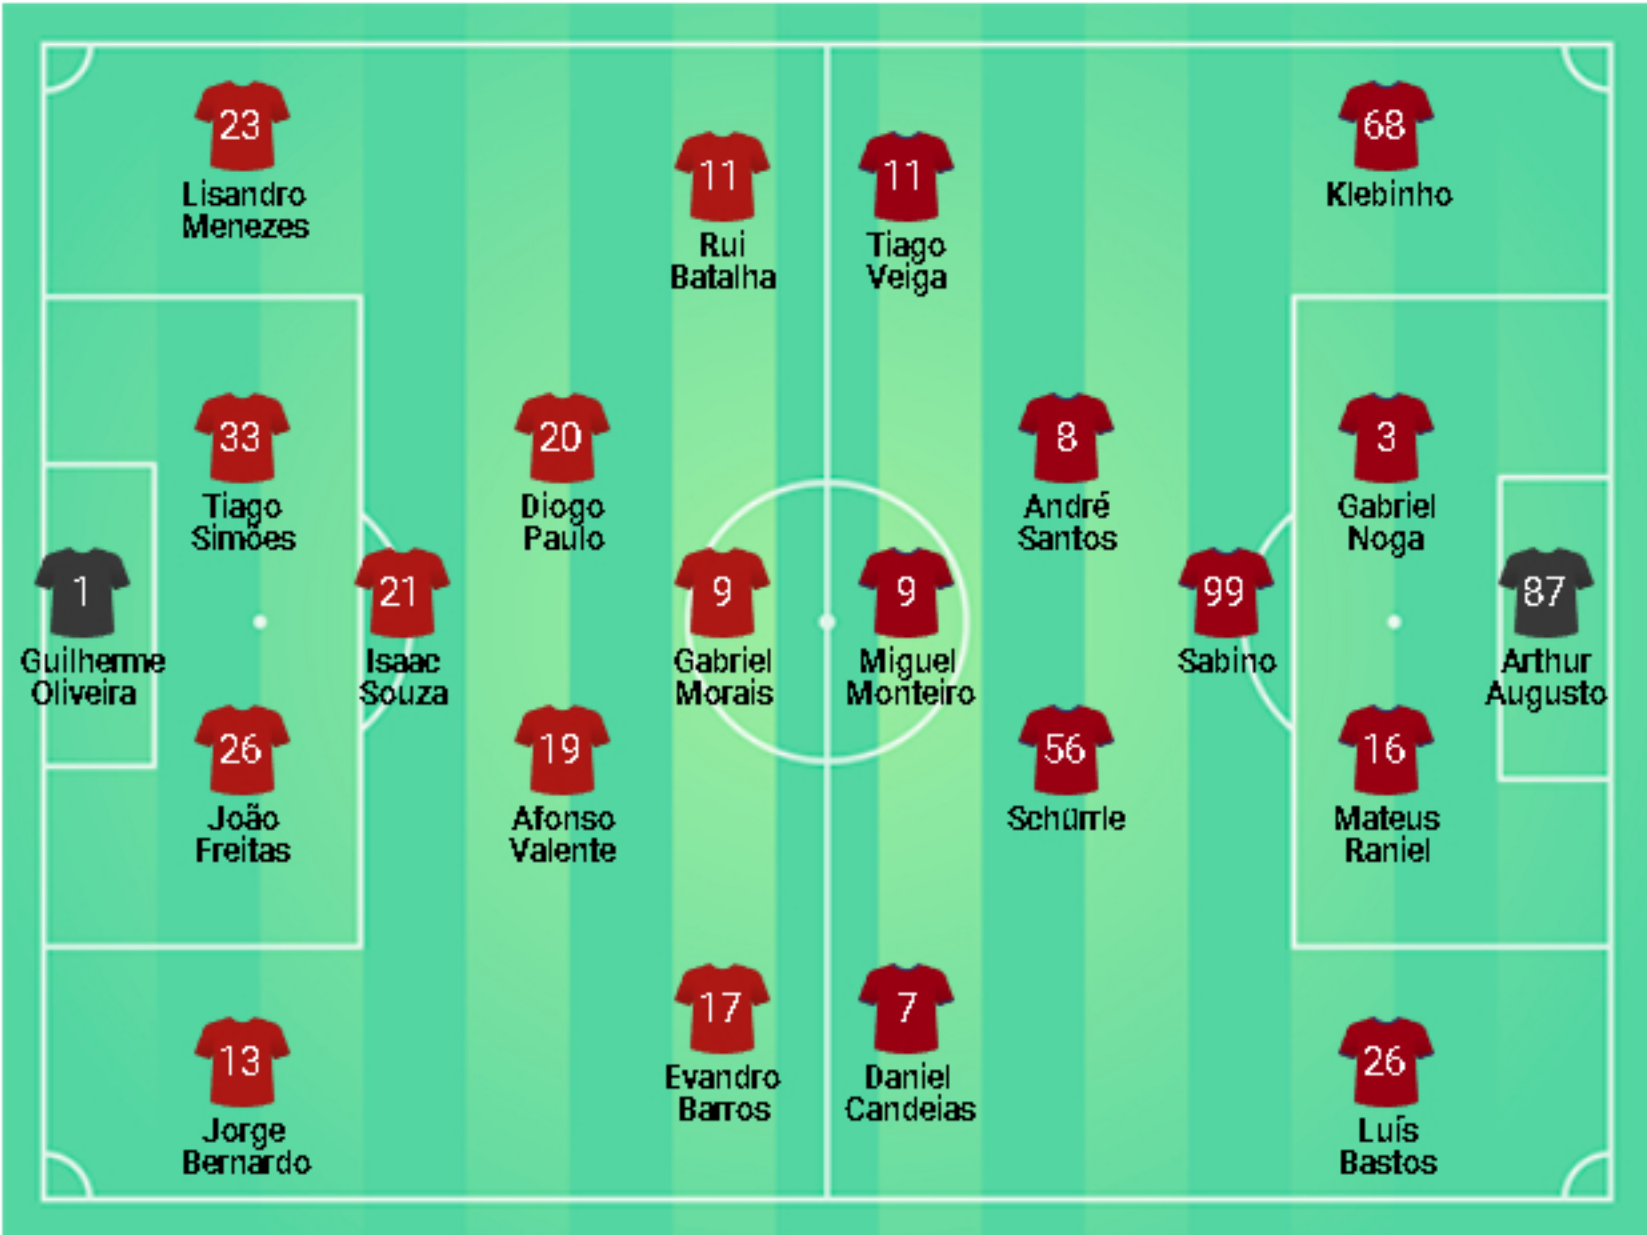 23
Lisandro
Menezes
11
Rui
Batalha
11
Tiago
Veiga
68
Klebinho
33
Tiago
Simões
20
Diogo
Paulo
8
André
Santos
3
Gabriel
Noga
1
Guilherme
Oliveira
21
Isaac
Souza
9
Gabriel
Morais
9
Miguel
Monteiro
99
Sabino
87
Arthur
Augusto
26
João
Freitas
19
Afonso
Valente
56
Schürrle
16
Mateus
Raniel
13
Jorge
Bernardo
17
Evandro
Barros
7
Daniel
Candeias
26
Luís
Bastos